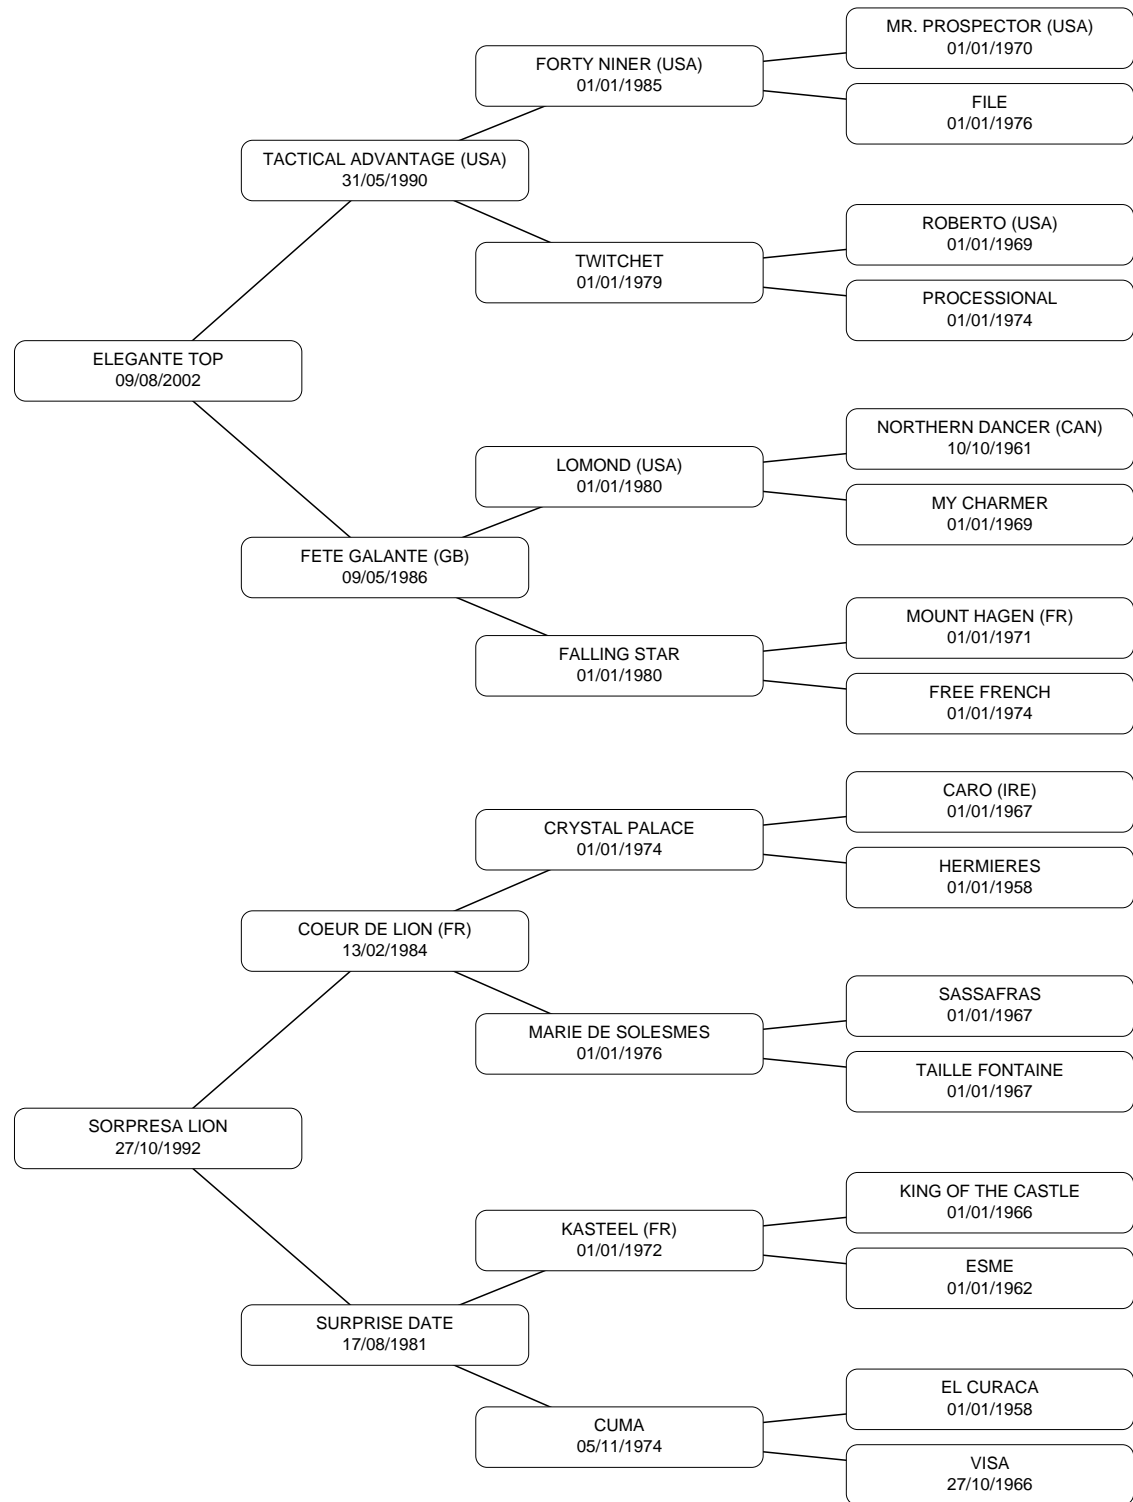 MR. PROSPECTOR (USA)
01/01/1970
FORTY NINER (USA)
01/01/1985
FILE
01/01/1976
TACTICAL ADVANTAGE (USA)
31/05/1990
ROBERTO (USA)
01/01/1969
TWITCHET
01/01/1979
PROCESSIONAL
01/01/1974
ELEGANTE TOP
09/08/2002
NORTHERN DANCER (CAN)
10/10/1961
LOMOND (USA)
01/01/1980
MY CHARMER
01/01/1969
FETE GALANTE (GB)
09/05/1986
MOUNT HAGEN (FR)
01/01/1971
FALLING STAR
01/01/1980
FREE FRENCH
01/01/1974
CARO (IRE)
01/01/1967
CRYSTAL PALACE
01/01/1974
HERMIERES
01/01/1958
COEUR DE LION (FR)
13/02/1984
SASSAFRAS
01/01/1967
MARIE DE SOLESMES
01/01/1976
TAILLE FONTAINE
01/01/1967
SORPRESA LION
27/10/1992
KING OF THE CASTLE
01/01/1966
KASTEEL (FR)
01/01/1972
ESME
01/01/1962
SURPRISE DATE
17/08/1981
EL CURACA
01/01/1958
CUMA
05/11/1974
VISA
27/10/1966